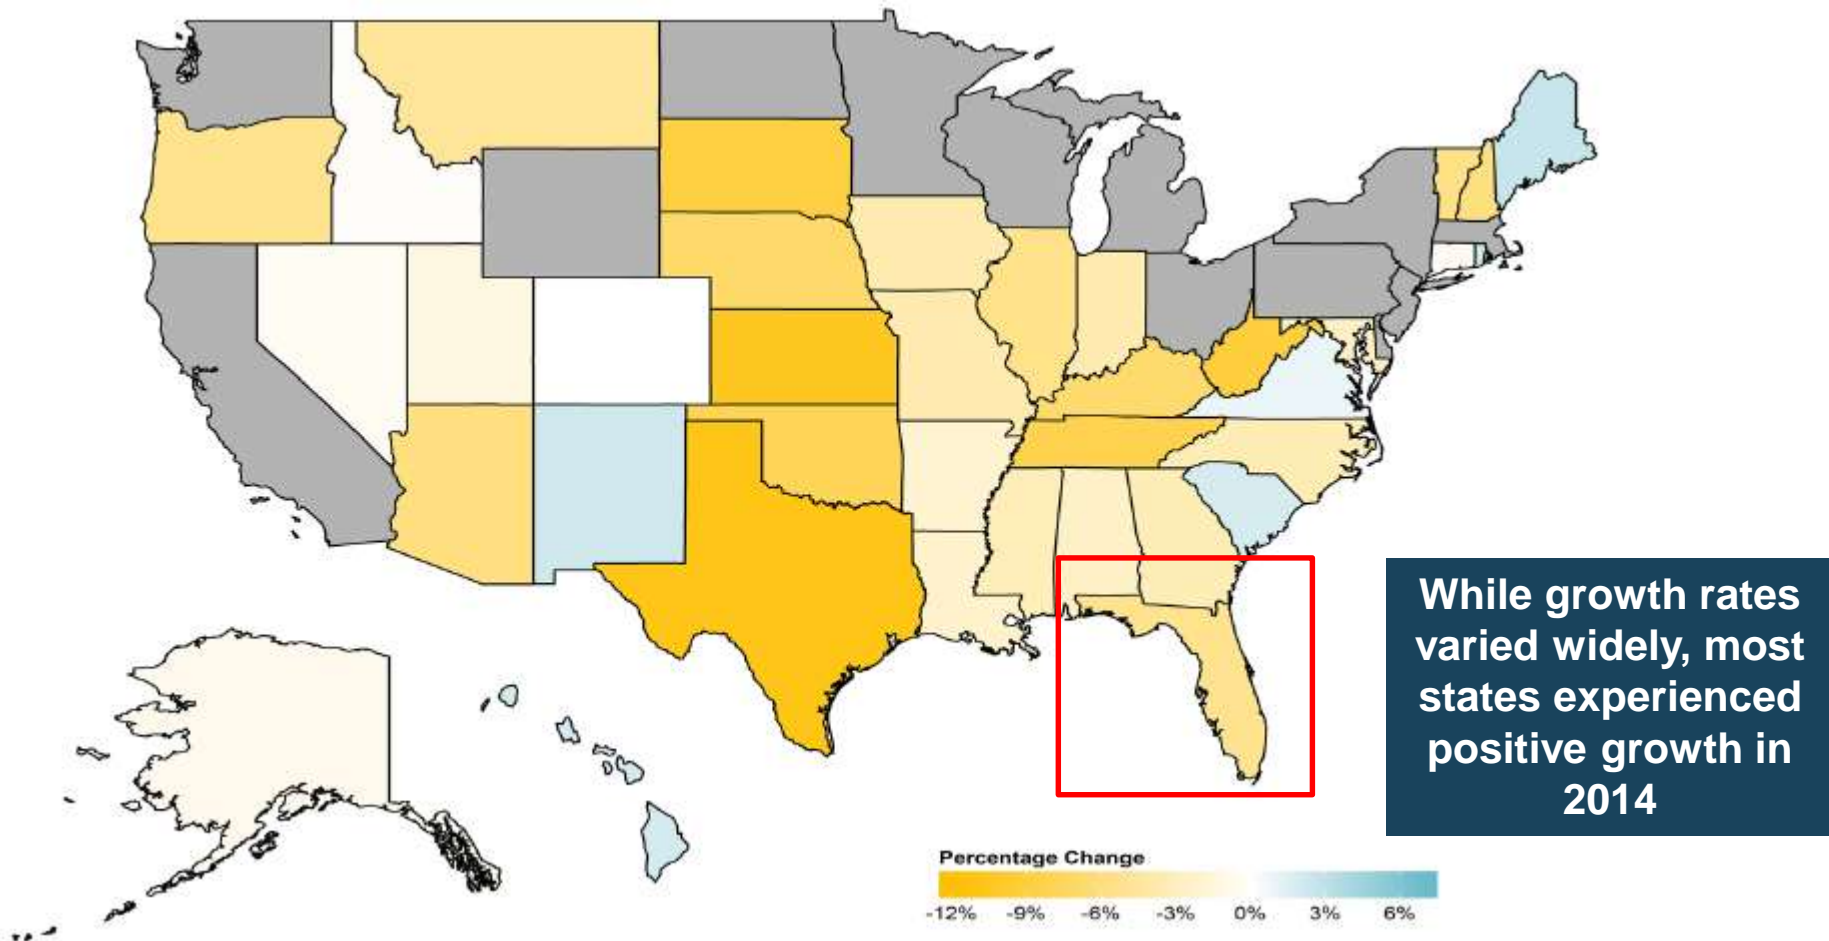 While growth rates
varied widely, most
states experienced
positive growth in
2014
Percentage Change
-12% -9% -6% -3% 0% 3% 6%